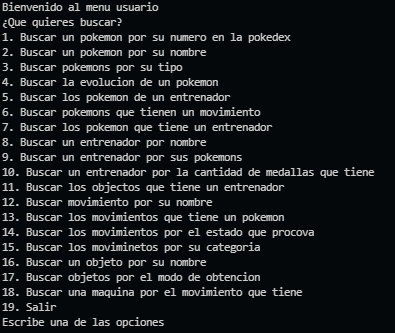 Bienvenido al menu usuario
¿Que quieres buscar?
1. Buscar un pokemon por su numero en la pokedex
2. Buscar un pokemon por su nombre
3. Buscar pokemons por su tipo
4. Buscar la evolucion de un pokemon
5. Buscar los pokemon de un entrenador
6. Buscar pokemons que tienen un movimiento
7. Buscar los pokemon que tiene un entrenador
8. Buscar un entrenador por nombre
9. Buscar un entrenador por sus pokemons
10. Buscar un entrenador por la cantidad de medallas que tiene
11. Buscar los objectos que tiene un entrenador
12. Buscar movimiento por su nombre
13. Buscar los movimientos que tiene un pokemon
14. Buscar los movimientos por el estado que procova
15. Buscar los moviminetos por su categoria
16. Buscar un objeto por su nombre
17. Buscar objetos por el modo de obtencion
18. Buscar una maquina por el movimiento que tiene
19. Salir
Escribe una de las opciones